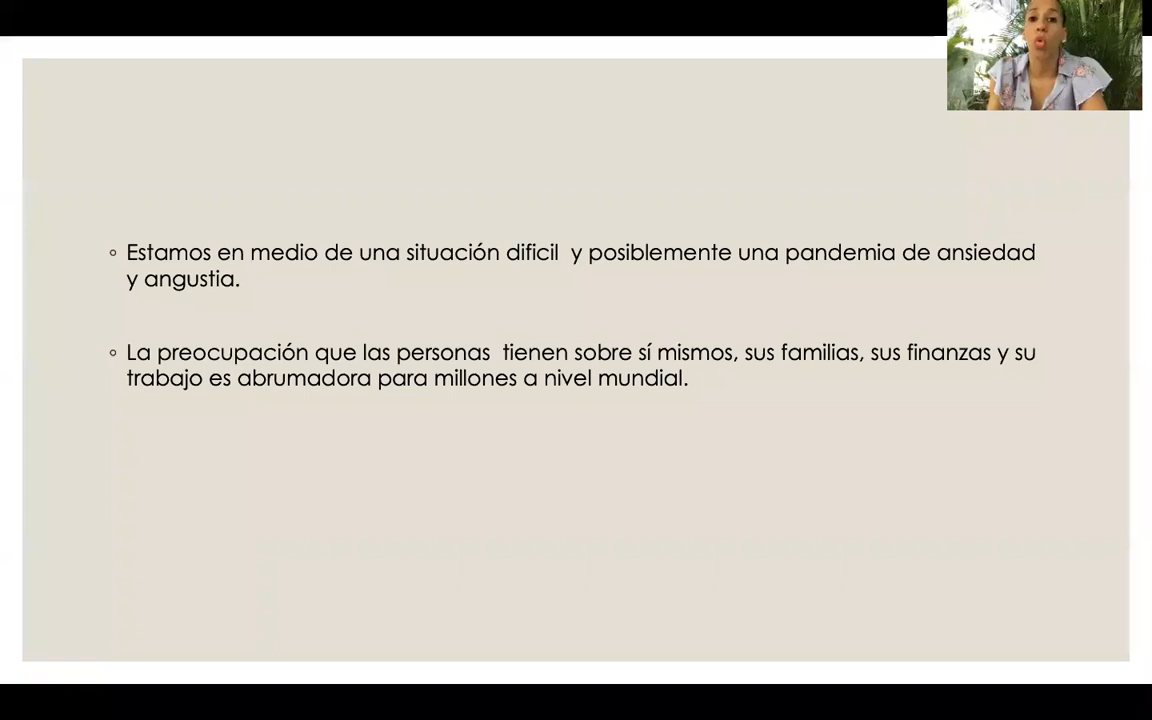 ◦ Estamos en medio de una situación dificil  y posiblemente una pandemia de ansiedad
y angustia.
◦ La preocupación que las personas  tienen sobre sí mismos, sus familias, sus finanzas y su
trabajo es abrumadora para millones a nivel mundial.